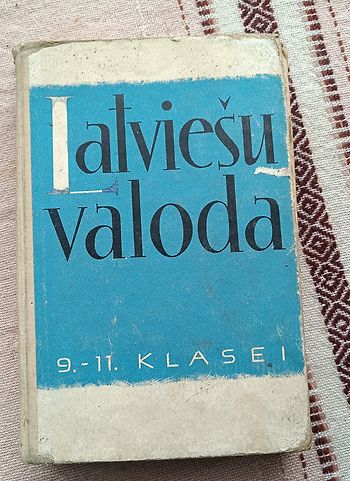 Latviešu
valoda
9.-11. KLASEI